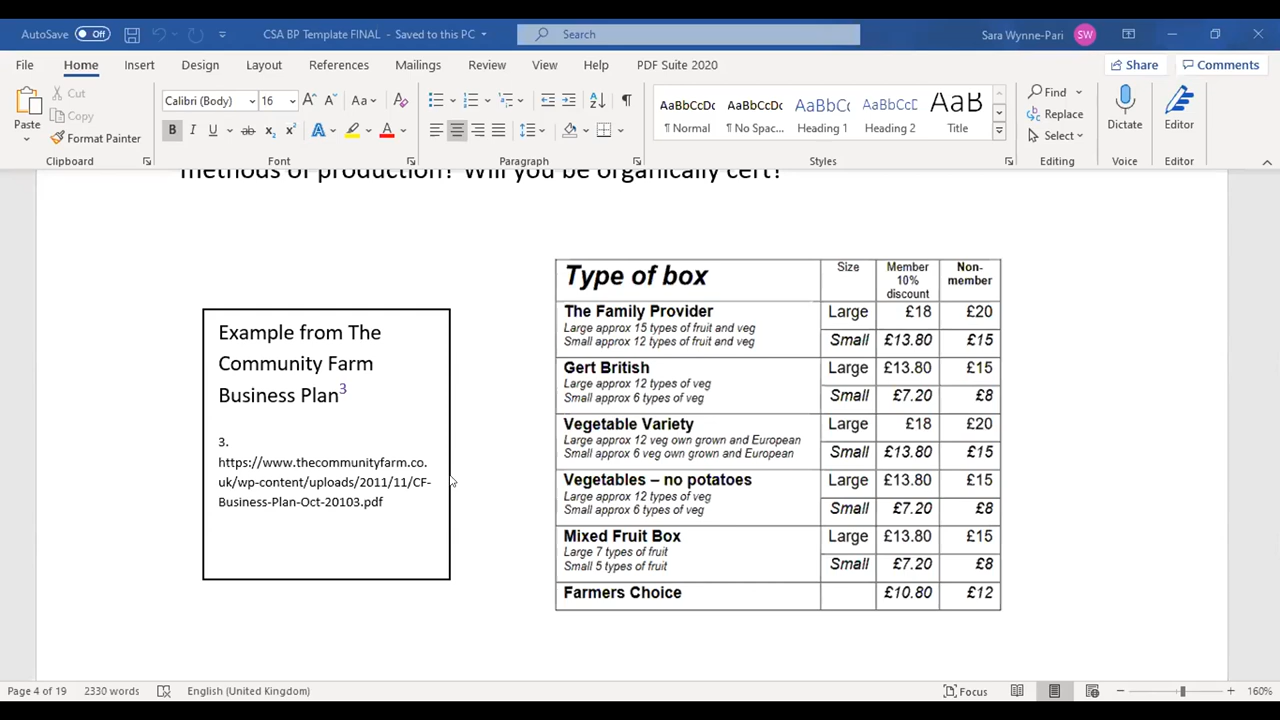 AutoSave Off CSA BP Template FINAL - Saved to this PC Search Sara Wynne-Pari SW
File Home Insert Design Layout References Mailings Review View Help PDF Suite 2020 Share Comments
Paste Cut Copy Format Painter
Calibri (Body) 16
AaBbCcDc AaBbCcDc AaBbCc AaBbCcD AaB
¶ Normal ¶ No Spac... Heading 1 Heading 2 Title
Find Replace Select
Dictate Editor
Clipboard Font Paragraph Styles Editing Voice Editor
methods of production? Will you be organically cert?
Example from The
Community Farm
Business Plan3
3.
https://www.thecommunityfarm.co.
uk/wp-content/uploads/2011/11/CF-
Business-Plan-Oct-20103.pdf
Type of box Size Member 10% discount Non-member
The Family Provider Large £18 £20
Large approx 15 types of fruit and veg
Small approx 12 types of fruit and veg Small £13.80 £15
Gert British Large £13.80 £15
Large approx 12 types of veg
Small approx 6 types of veg Small £7.20 £8
Vegetable Variety Large £18 £20
Large approx 12 veg own grown and European
Small approx 6 veg own grown and European Small £13.80 £15
Vegetables – no potatoes Large £13.80 £15
Large approx 12 types of veg
Small approx 6 types of veg Small £7.20 £8
Mixed Fruit Box Large £13.80 £15
Large 7 types of fruit
Small 5 types of fruit Small £7.20 £8
Farmers Choice £10.80 £12
Page 4 of 19 2330 words English (United Kingdom) Focus 160%